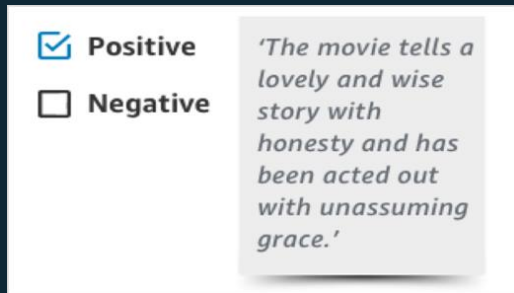 Positive
Negative
‘The movie tells a
lovely and wise
story with
honesty and has
been acted out
with unassuming
grace.’